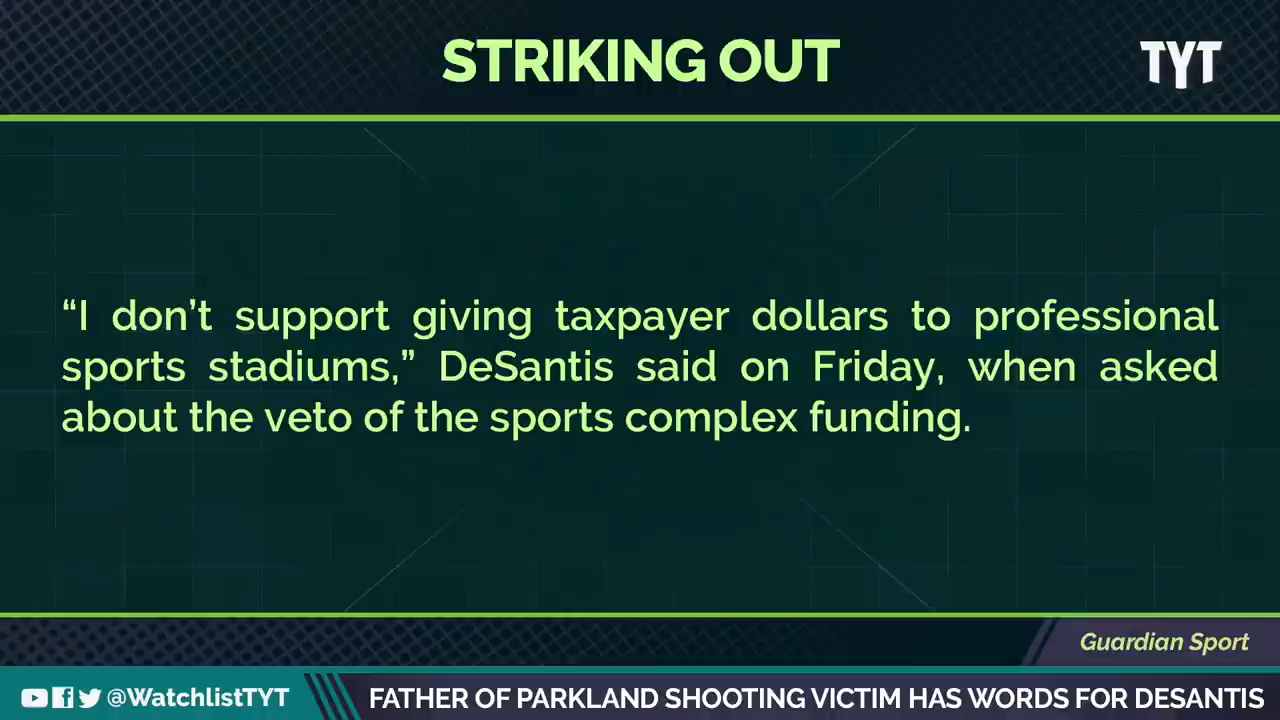 STRIKING OUT
TYT
“I don’t support giving taxpayer dollars to professional
sports stadiums,” DeSantis said on Friday, when asked
about the veto of the sports complex funding.
Guardian Sport
@WatchlistTYT
FATHER OF PARKLAND SHOOTING VICTIM HAS WORDS FOR DESANTIS